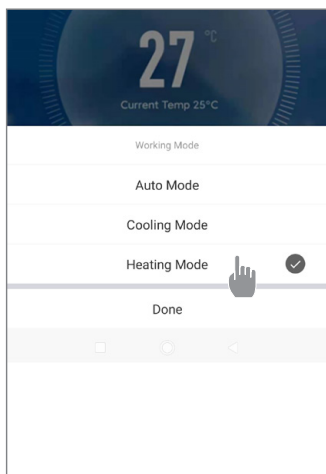 27 °C
Current Temp 25°C
Working Mode
Auto Mode
Cooling Mode
Heating Mode
Done